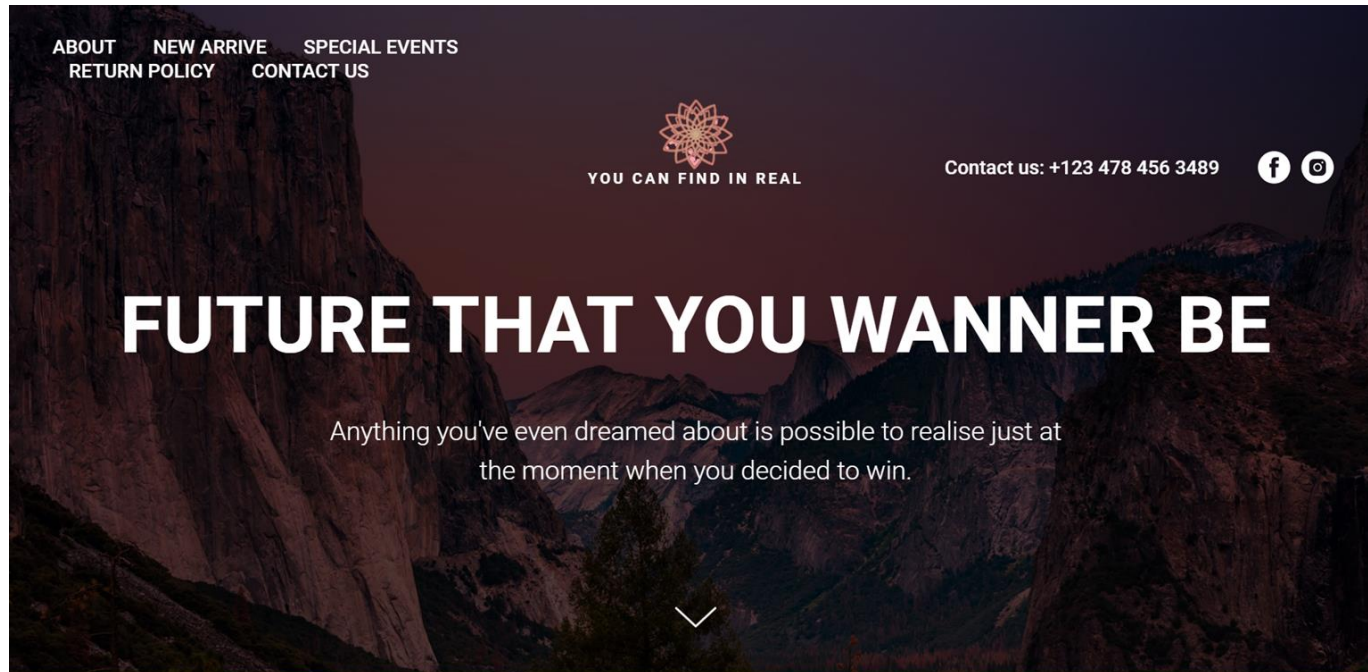 ABOUT NEW ARRIVE SPECIAL EVENTS
RETURN POLICY CONTACT US
YOU CAN FIND IN REAL
Contact us: +123 478 456 3489
FUTURE THAT YOU WANNER BE
Anything you've even dreamed about is possible to realise just at
the moment when you decided to win.